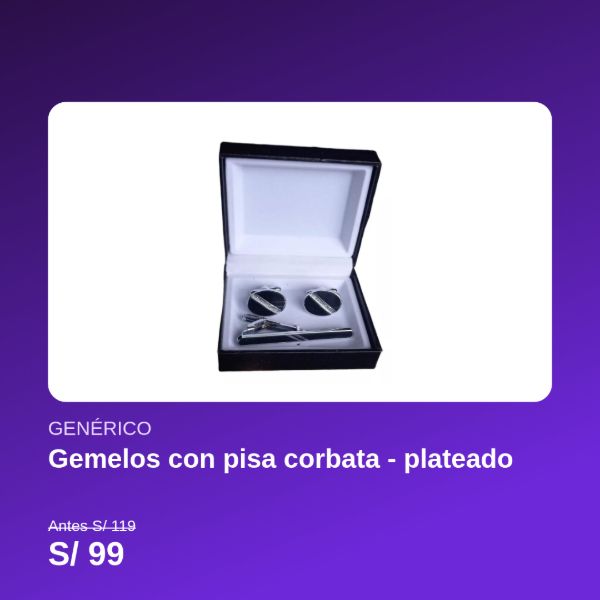 GENÉRICO
Gemelos con pisa corbata - plateado
Antes S/ 119
S/ 99